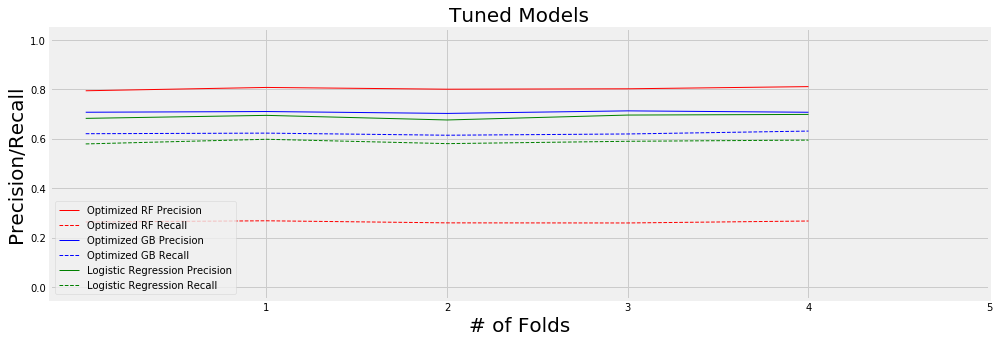 Tuned Models
Precision/Recall
1.0
0.8
0.6
0.4
0.2
0.0
Optimized RF Precision
Optimized RF Recall
Optimized GB Precision
Optimized GB Recall
Logistic Regression Precision
Logistic Regression Recall
1 2 3 4 5
# of Folds